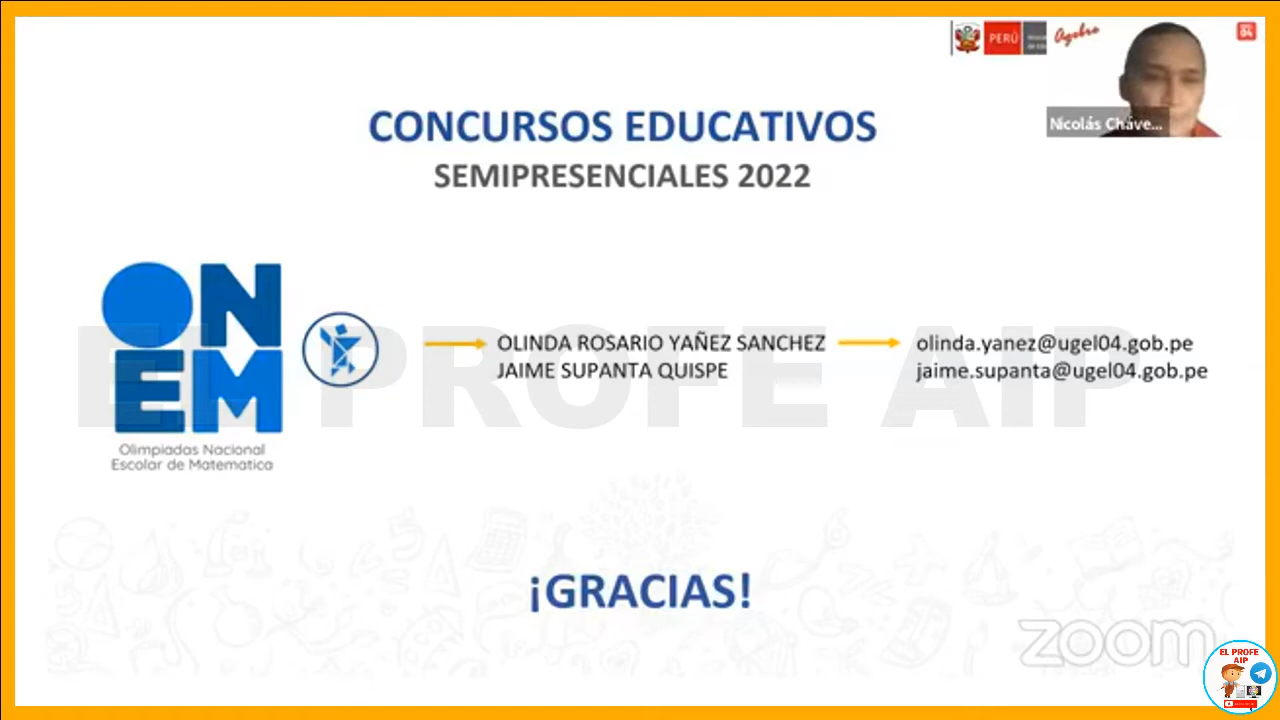 PERÚ
CONCURSOS EDUCATIVOS
SEMIPRESENCIALES 2022
Nicolás Cháve...
ONEM
Olimpiadas Nacional
Escolar de Matematica
OLINDA ROSARIO YAÑEZ SANCHEZ
JAIME SUPANTA QUISPE
olinda.yanez@ugel04.gob.pe
jaime.supanta@ugel04.gob.pe
EL PROFE AIP
¡GRACIAS!
zoom
EL PROFE
AIP